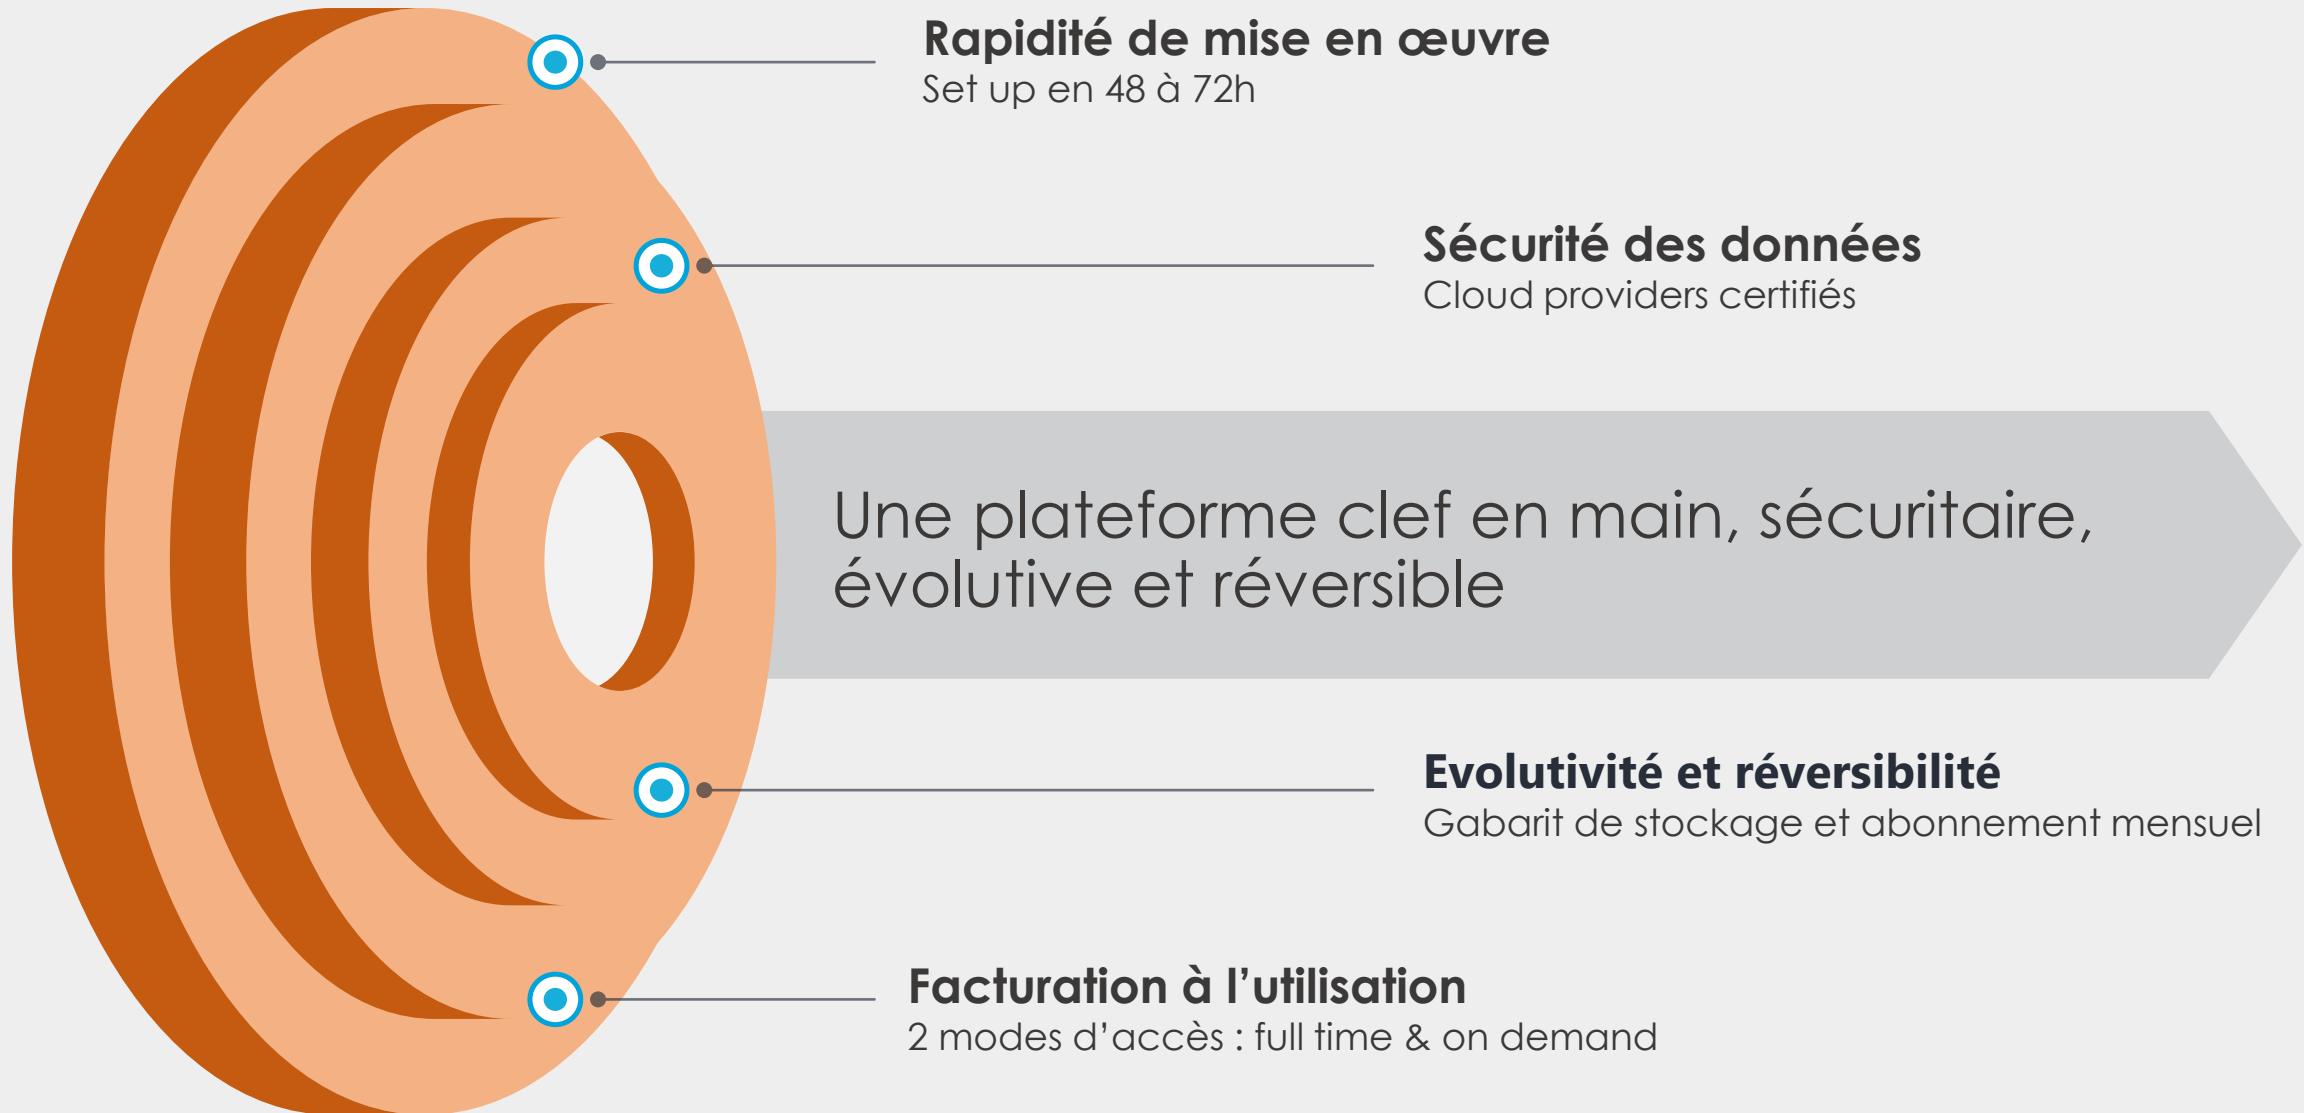 Rapidité de mise en œuvre
Set up en 48 à 72h
Sécurité des données
Cloud providers certifiés
Une plateforme clef en main, sécuritaire,
évolutive et réversible
Evolutivité et réversibilité
Gabarit de stockage et abonnement mensuel
Facturation à l’utilisation
2 modes d’accès : full time & on demand